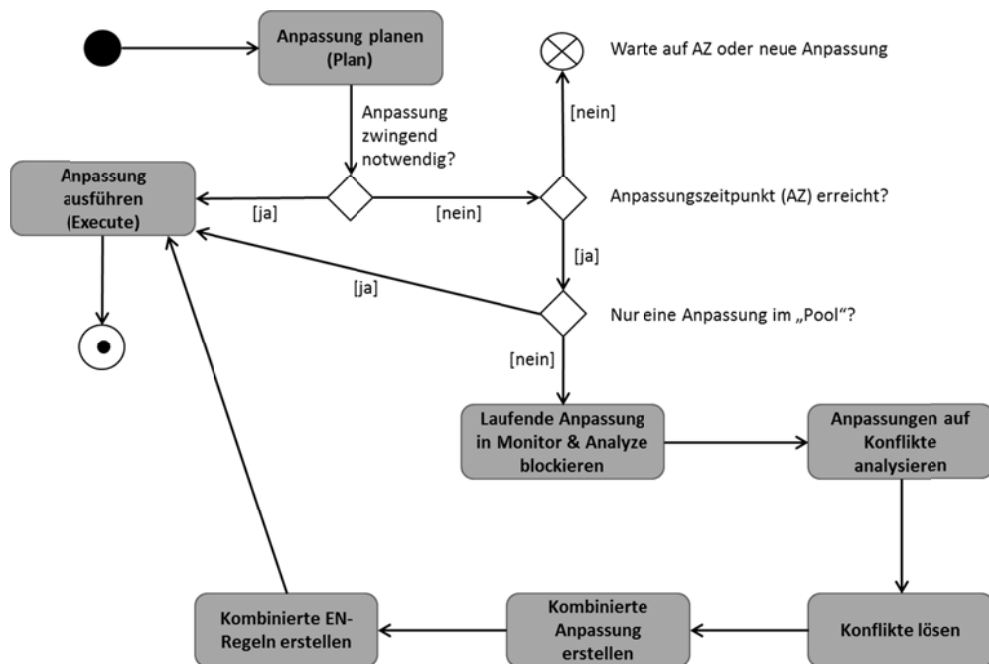 Anpassung planen
(Plan)
Warte auf AZ oder neue Anpassung
[nein]
Anpassung
zwingend
notwendig?
Anpassung
ausführen
(Execute)
[ja]
[nein]
Anpassungszeitpunkt (AZ) erreicht?
[ja]
[ja]
Nur eine Anpassung im „Pool“?
[nein]
Laufende Anpassung
in Monitor & Analyze
blockieren
Anpassungen auf
Konflikte
analysieren
Kombinierte EN-
Regeln erstellen
Kombinierte
Anpassung
erstellen
Konflikte lösen